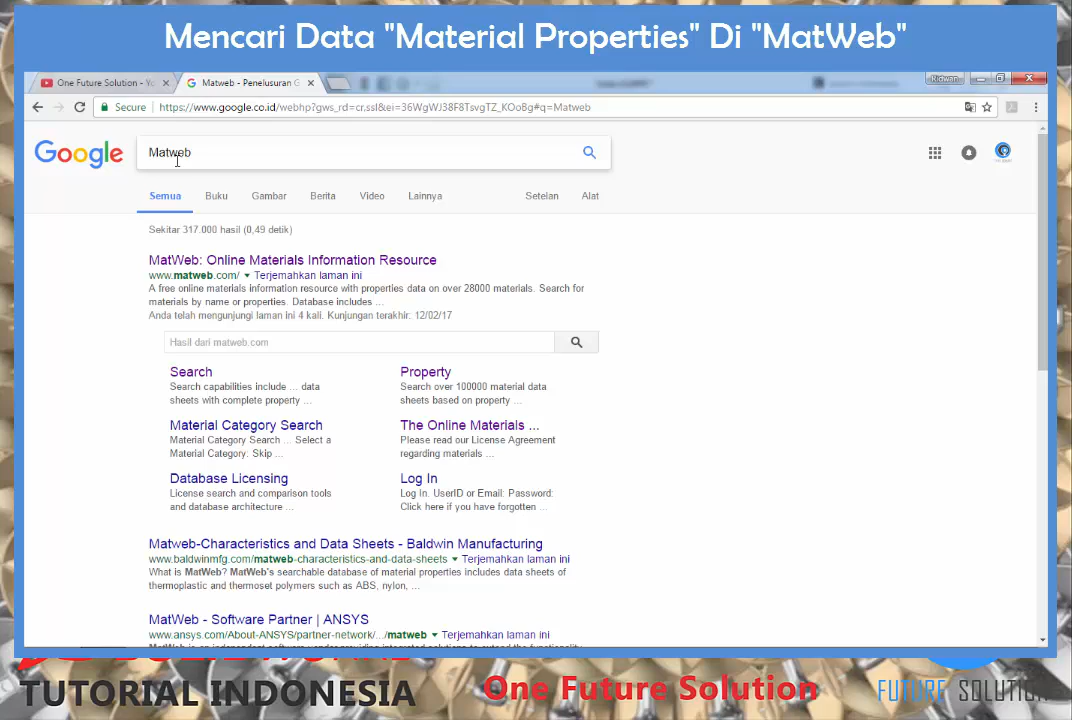 Mencari Data "Material Properties" Di "MatWeb"
One Future Solution - Yo
Matweb - Penelusuran G
Ridwan
Secure
https://www.google.co.id/webhp?gws_rd=cr,ssl&ei=36WgWJ38F8TsvgTZ_KOoBg#q=Matweb
Google
Matweb
Semua Buku Gambar Berita Video Lainnya Setelan Alat
Sekitar 317.000 hasil (0,49 detik)
MatWeb: Online Materials Information Resource
www.matweb.com/ Terjemahkan laman ini
A free online materials information resource with properties data on over 28000 materials. Search for
materials by name or properties. Database includes ...
Anda telah mengunjungi laman ini 4 kali. Kunjungan terakhir: 12/02/17
Hasil dari matweb.com
Search
Search capabilities include ... data
sheets with complete property ...
Property
Search over 100000 material data
sheets based on property ...
Material Category Search
Material Category Search ... Select a
Material Category: Skip ...
The Online Materials ...
Please read our License Agreement
regarding materials ...
Database Licensing
License search and comparison tools
and database architecture ...
Log In
Log In. UserID or Email: Password:
Click here if you have forgotten ...
Matweb-Characteristics and Data Sheets - Baldwin Manufacturing
www.baldwinmfg.com/matweb-characteristics-and-data-sheets Terjemahkan laman ini
What is MatWeb? MatWeb's searchable database of material properties includes data sheets of
thermoplastic and thermoset polymers such as ABS, nylon, ...
MatWeb - Software Partner | ANSYS
www.ansys.com/About-ANSYS/partner-network/.../matweb Terjemahkan laman ini
TUTORIAL INDONESIA
One Future Solution
FUTURE SOLUTION